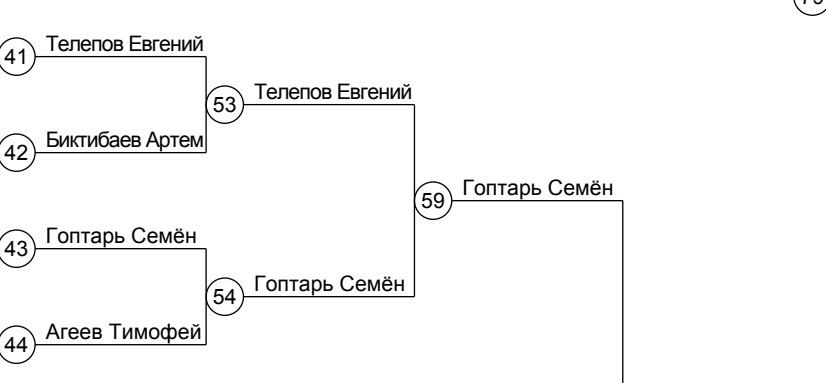 41 Телепов Евгений
53 Телепов Евгений
42 Биктибаев Артем
59 Гоптарь Семён
43 Гоптарь Семён
54 Гоптарь Семён
44 Агеев Тимофей